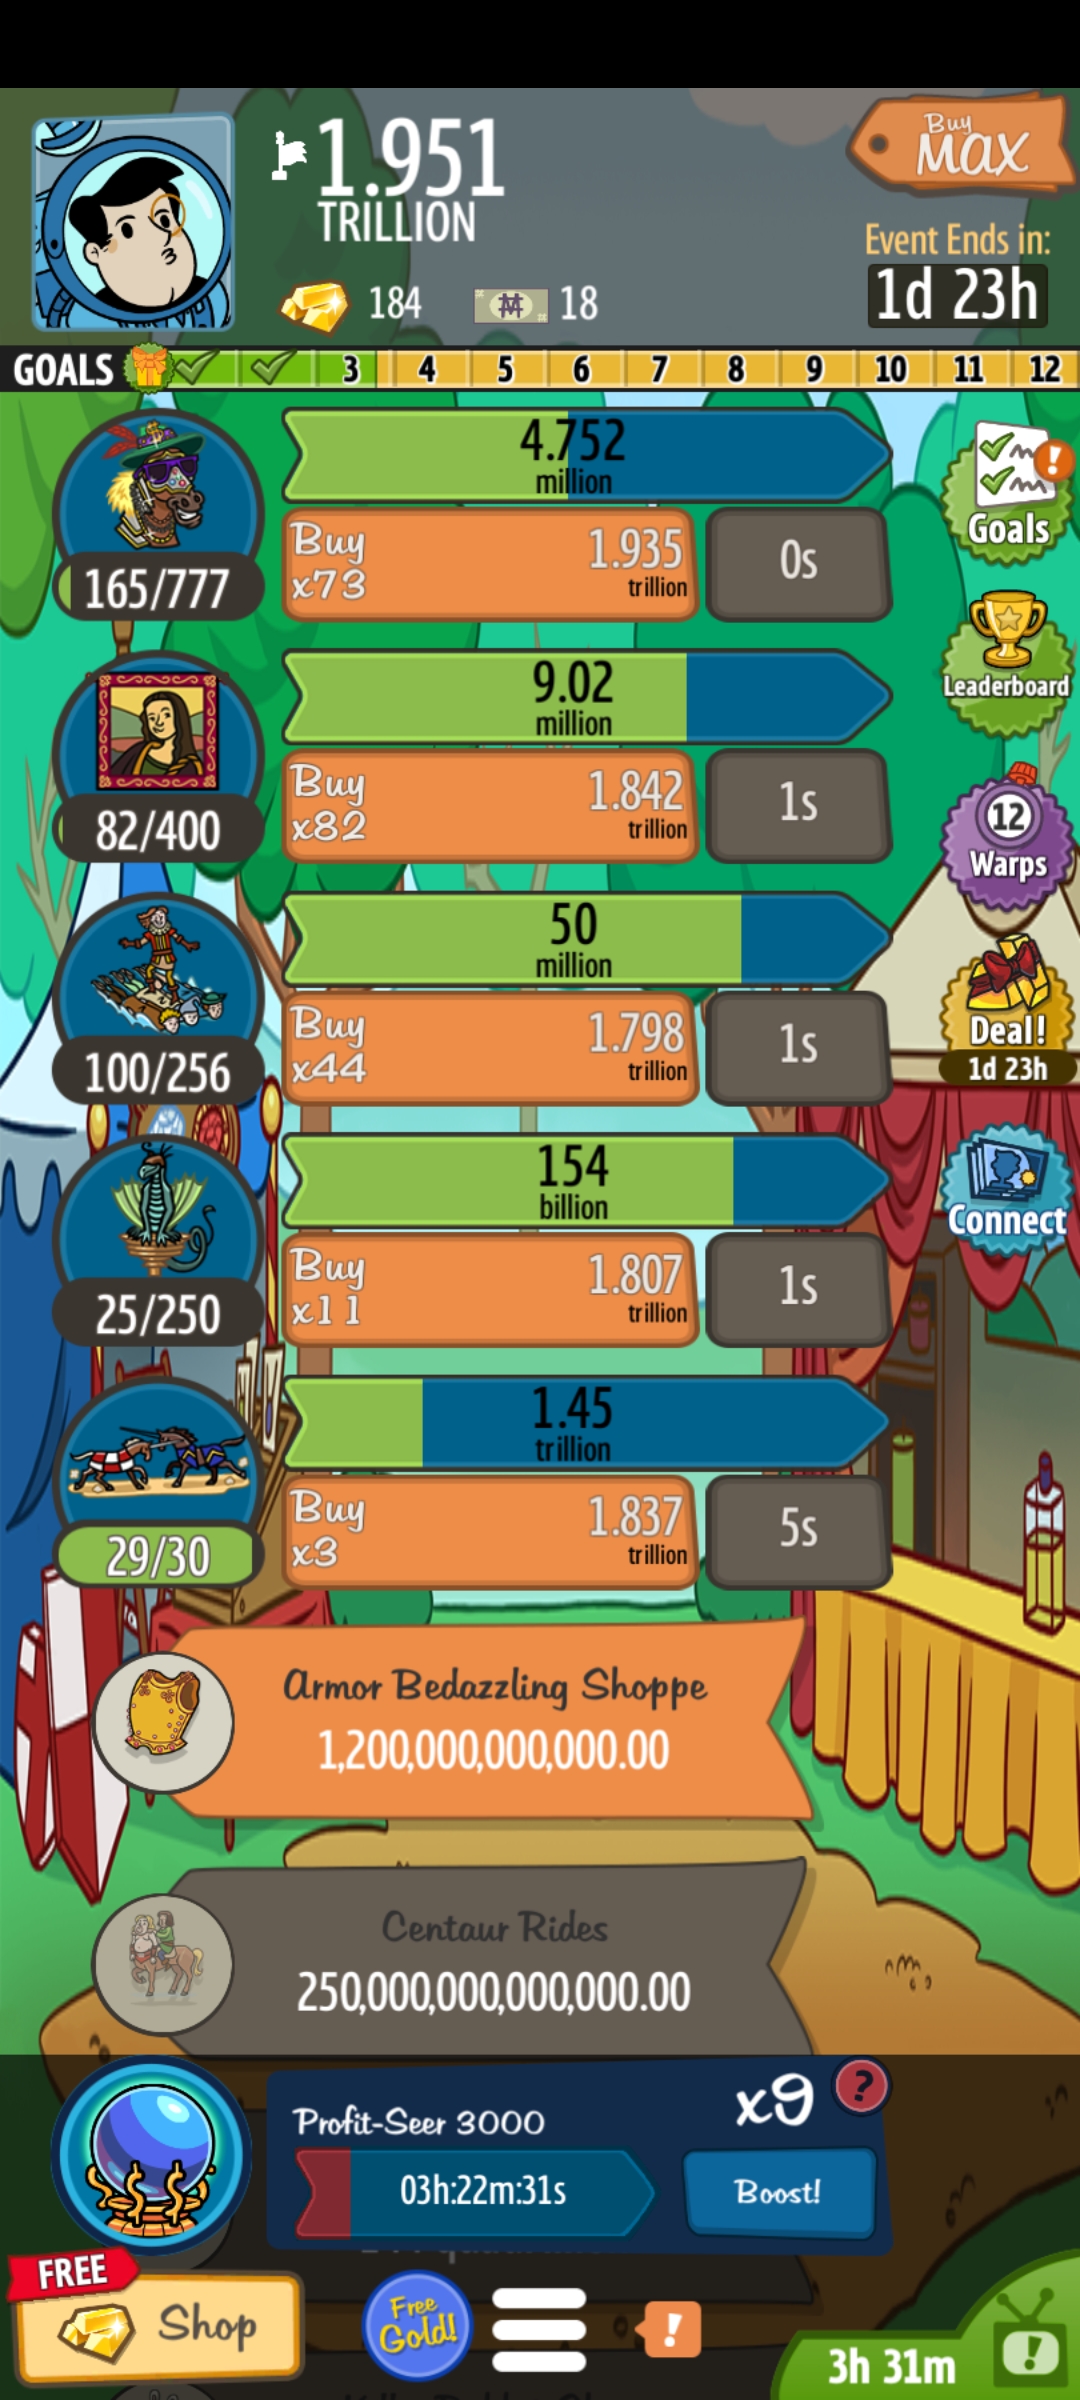 1.951
TRILLION
Buy
MAX
Event Ends in:
184
18
1d 23h
GOALS 3 4 5 6 7 8 9 10 11 12
4.752
million
Buy
x73
1.935
trillion
0s
165/777
Goals
9.02
million
Leaderboard
Buy
x82
1.842
trillion
1s
82/400
12
Warps
50
million
Buy
x44
1.798
trillion
1s
100/256
Deal!
1d 23h
154
billion
Connect
Buy
x11
1.807
trillion
1s
25/250
1.45
trillion
Buy
x3
1.837
trillion
5s
29/30
Armor Bedazzling Shoppe
1,200,000,000,000.00
Centaur Rides
250,000,000,000,000.00
Profit-Seer 3000
x9
?
03h:22m:31s
Boost!
FREE
Shop
Free
Gold!
!
3h 31m
!